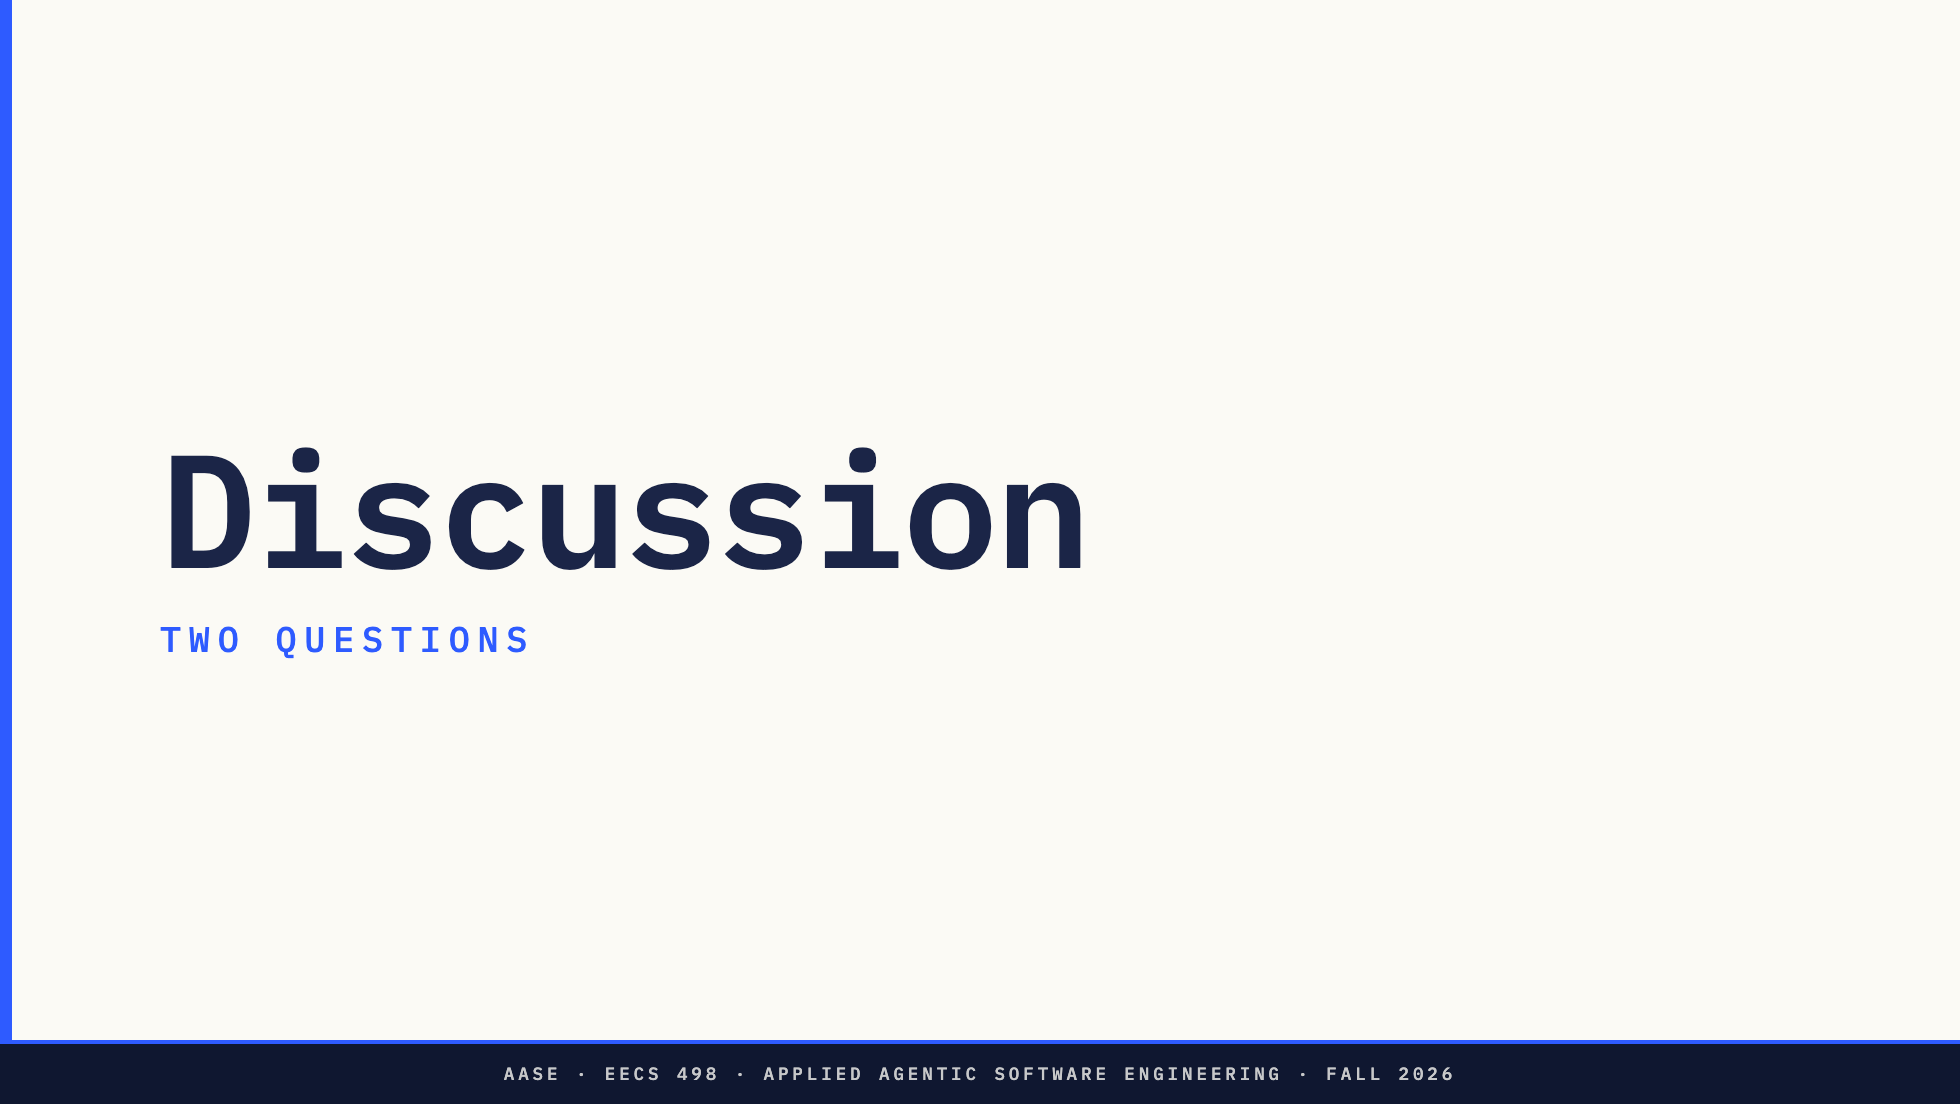 Discussion
TWO QUESTIONS
AASE · EECS 498 · APPLIED AGENTIC SOFTWARE ENGINEERING · FALL 2026